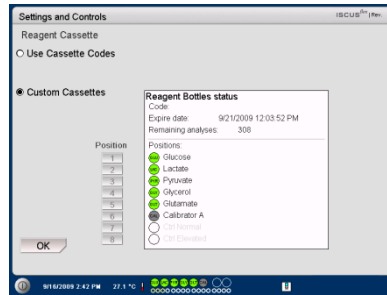 Settings and Controls
ISCUSflex | Rev.
Reagent Cassette
Use Cassette Codes
Custom Cassettes
Reagent Bottles status
Code:
Expire date: 9/21/2009 12:03:52 PM
Remaining analyses: 308
Position
Positions:
1
Glucose
2
Lactate
3
Pyruvate
4
Glycerol
5
Glutamate
6
Calibrator A
7
Ctrl Normal
8
Ctrl Elevated
OK
9/16/2009 2:42 PM 27.1 °C